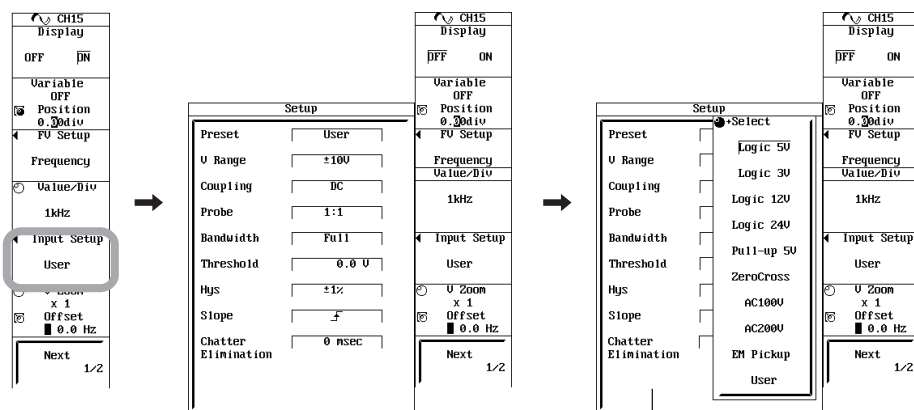 CH15
Display
OFF ON
Variable
OFF
Position
0.00div
FV Setup
Frequency
Value/Div
1kHz
Input Setup
User
V Zoom
x 1
Offset
0.0 Hz
Next
1/2
Setup
Preset User
V Range ±10V
Coupling DC
Probe 1:1
Bandwidth Full
Threshold 0.0 V
Hys ±1%
Slope
Chatter
Elimination 0 msec
CH15
Display
OFF ON
Variable
OFF
Position
0.00div
FV Setup
Frequency
Value/Div
1kHz
Input Setup
User
V Zoom
x 1
Offset
0.0 Hz
Next
1/2
Setup
Preset
V Range
Coupling
Probe
Bandwidth
Threshold
Hys
Slope
Chatter
Elimination
+Select
Logic 5V
Logic 3V
Logic 12V
Logic 24V
Pull-up 5V
ZeroCross
AC100V
AC200V
EM Pickup
User
CH15
Display
OFF ON
Variable
OFF
Position
0.00div
FV Setup
Frequency
Value/Div
1kHz
Input Setup
User
V Zoom
x 1
Offset
0.0 Hz
Next
1/2